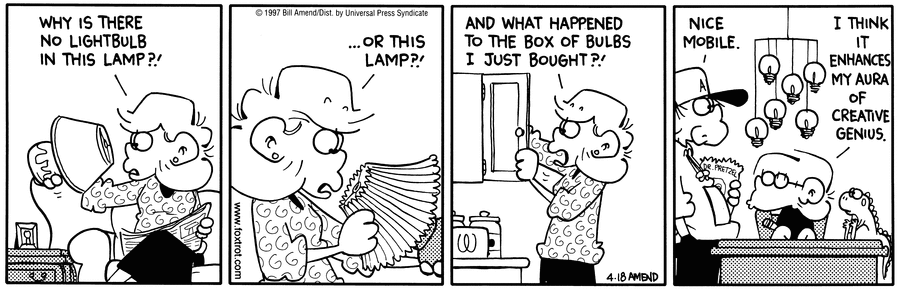 WHY IS THERE
NO LIGHTBULB
IN THIS LAMP?!
© 1997 Bill Amend/Dist. by Universal Press Syndicate
...OR THIS
LAMP?!
www.foxtrot.com
AND WHAT HAPPENED
TO THE BOX OF BULBS
I JUST BOUGHT?!
4-18 AMEND
NICE
MOBILE.
A
DR. PRETZEL
I THINK
IT
ENHANCES
MY AURA
OF
CREATIVE
GENIUS.